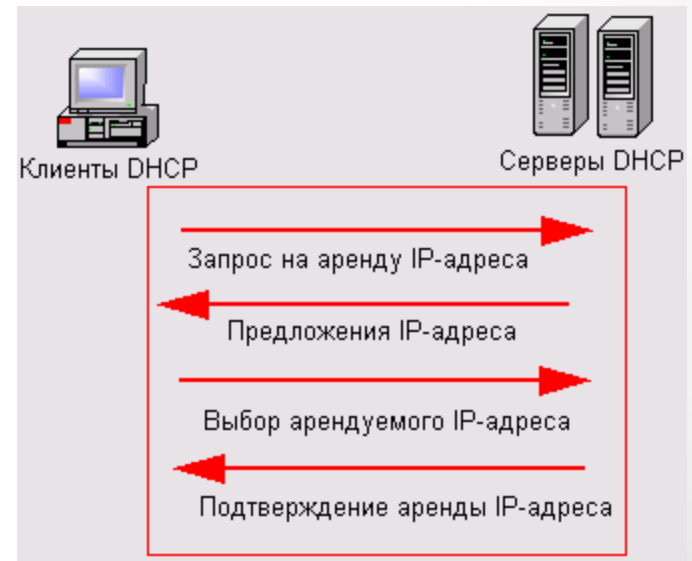 Клиенты DHCP
Серверы DHCP
Запрос на аренду IP-адреса
Предложения IP-адреса
Выбор арендуемого IP-адреса
Подтверждение аренды IP-адреса